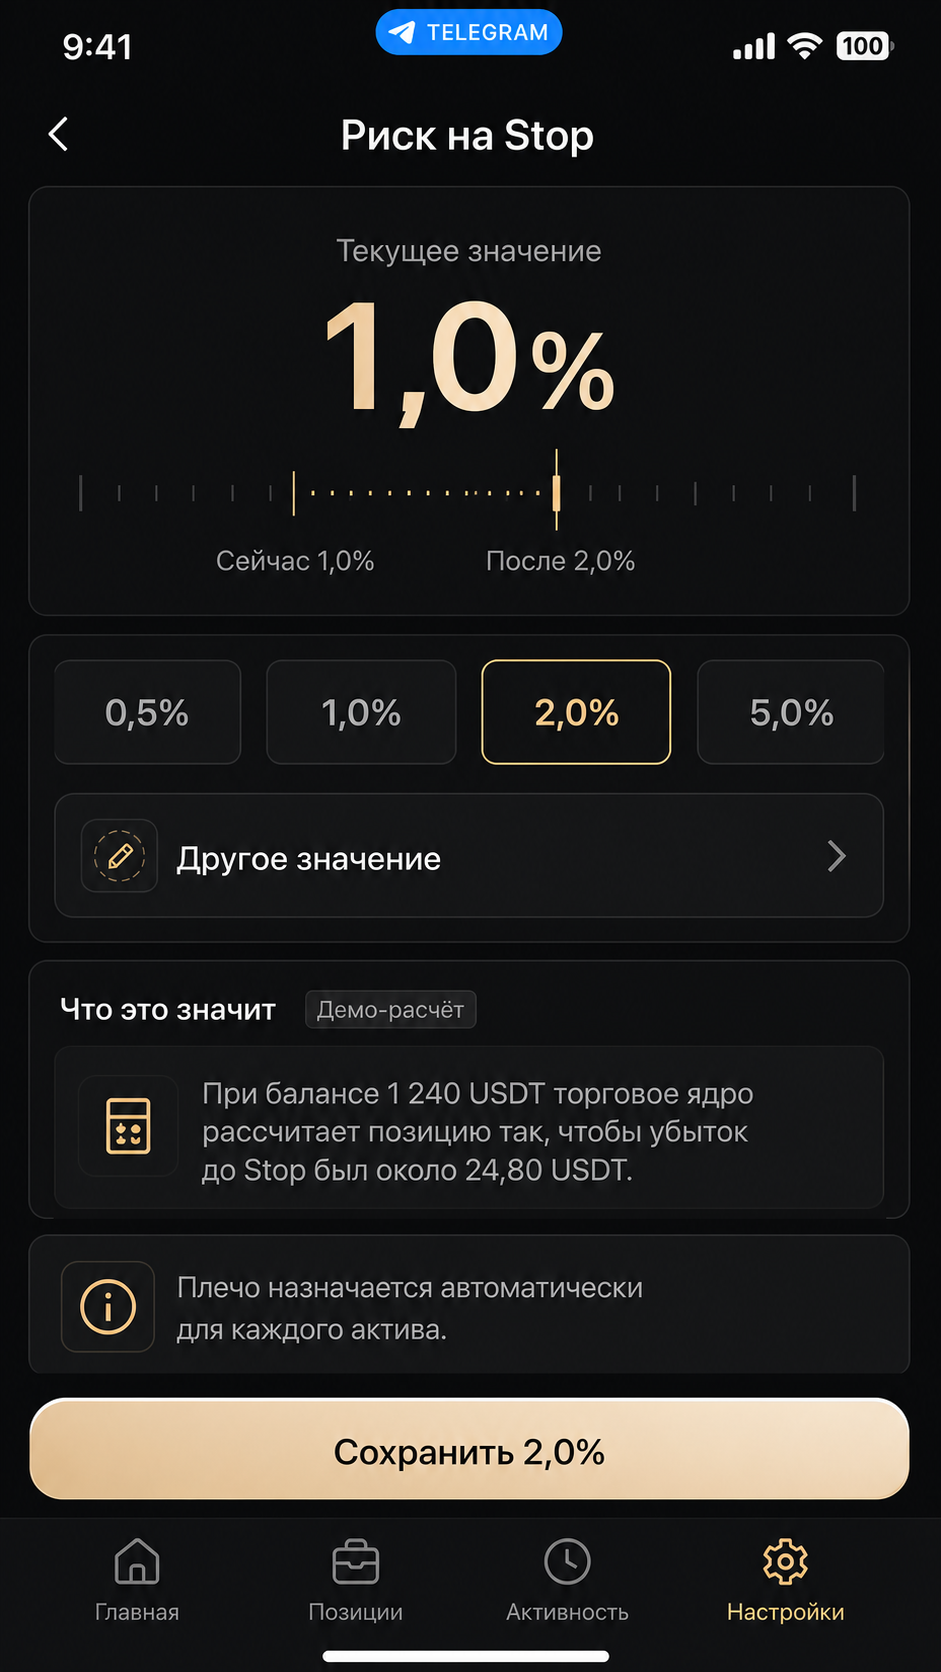 9:41
TELEGRAM
100
Риск на Stop
Текущее значение
1,0%
Сейчас 1,0%
После 2,0%
0,5%
1,0%
2,0%
5,0%
Другое значение
Что это значит
Демо-расчёт
При балансе 1 240 USDT торговое ядро
рассчитает позицию так, чтобы убыток
до Stop был около 24,80 USDT.
Плечо назначается автоматически
для каждого актива.
Сохранить 2,0%
Главная
Позиции
Активность
Настройки